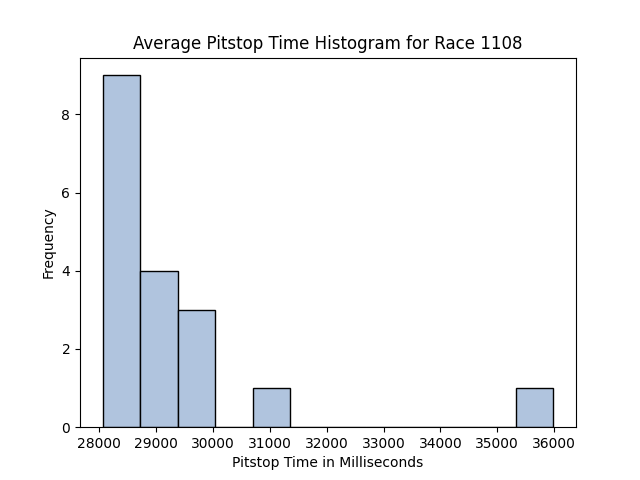 Average Pitstop Time Histogram for Race 1108
8
6
4
2
0
Frequency
28000 29000 30000 31000 32000 33000 34000 35000 36000
Pitstop Time in Milliseconds